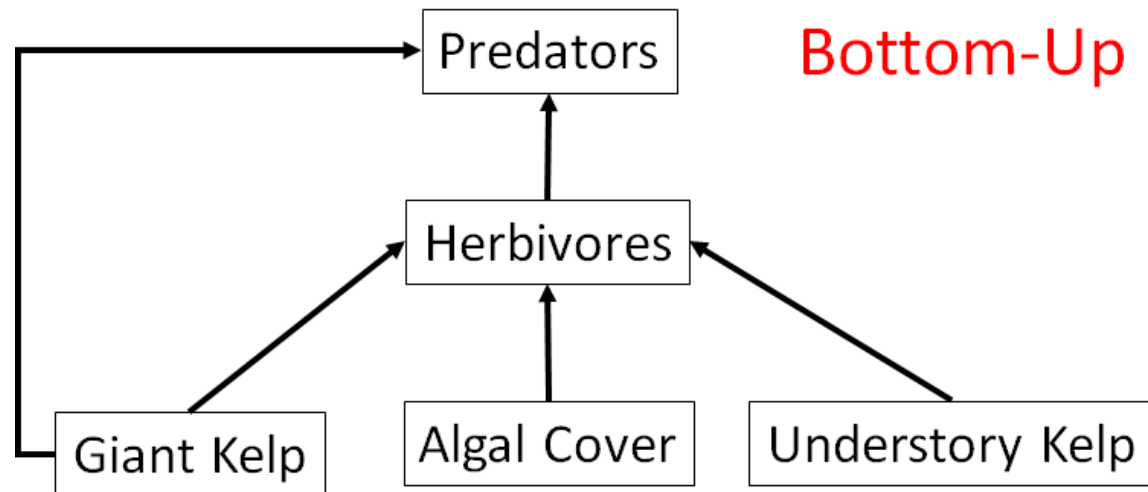 Predators
Bottom-Up
Herbivores
Giant Kelp
Algal Cover
Understory Kelp